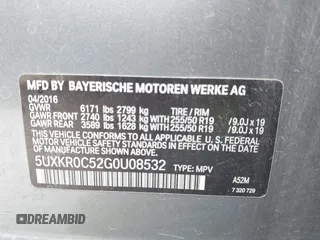 MFD BY BAYERISCHE MOTOREN WERKE AG
04/2016
GVWR 6171 lbs 2799 kg TIRE / RIM
GAWR FRONT 2740 lbs 1243 kg WITH 255/50 R19 /9.0J x 19
GAWR REAR 3589 lbs 1628 kg WITH 255/50 R19 /9.0J x 19
THIS VEHICLE CONFORMS TO ALL APPLICABLE
U.S. FEDERAL MOTOR VEHICLE SAFETY
STANDARDS IN EFFECT ON THE DATE OF
MANUFACTURE SHOWN ABOVE.
5UXKR0C52G0U08532 TYPE: MPV
A52M
7 320 729
STAT.VIN